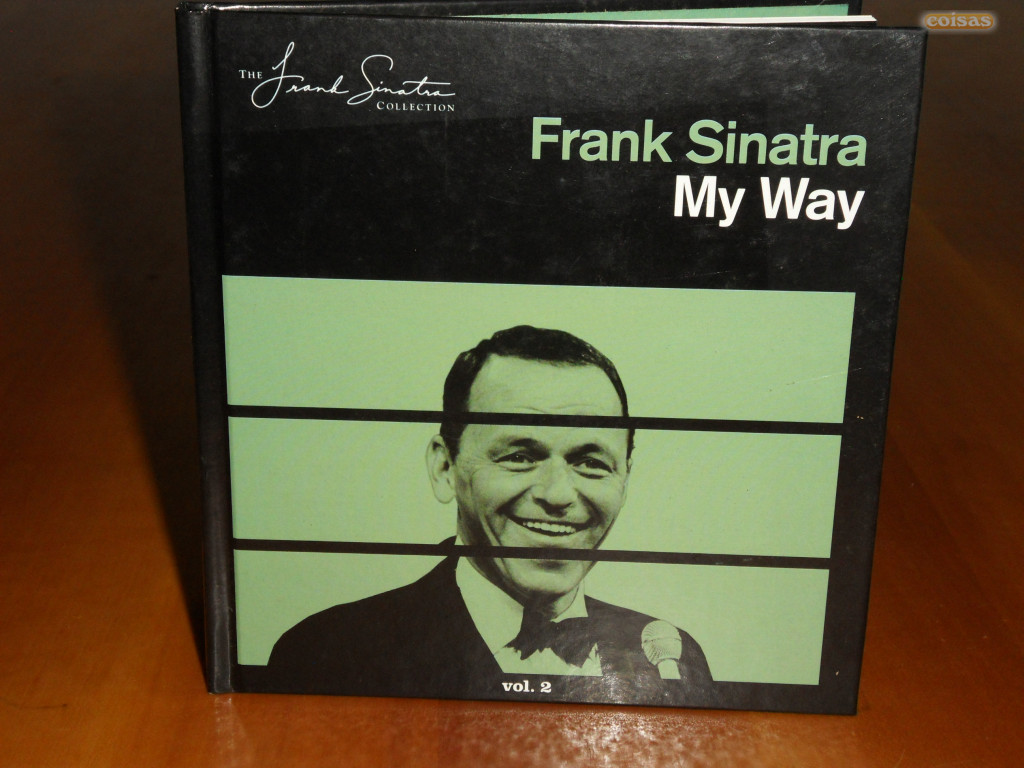 coisas
THE Frank Sinatra
COLLECTION
Frank Sinatra
My Way
vol. 2